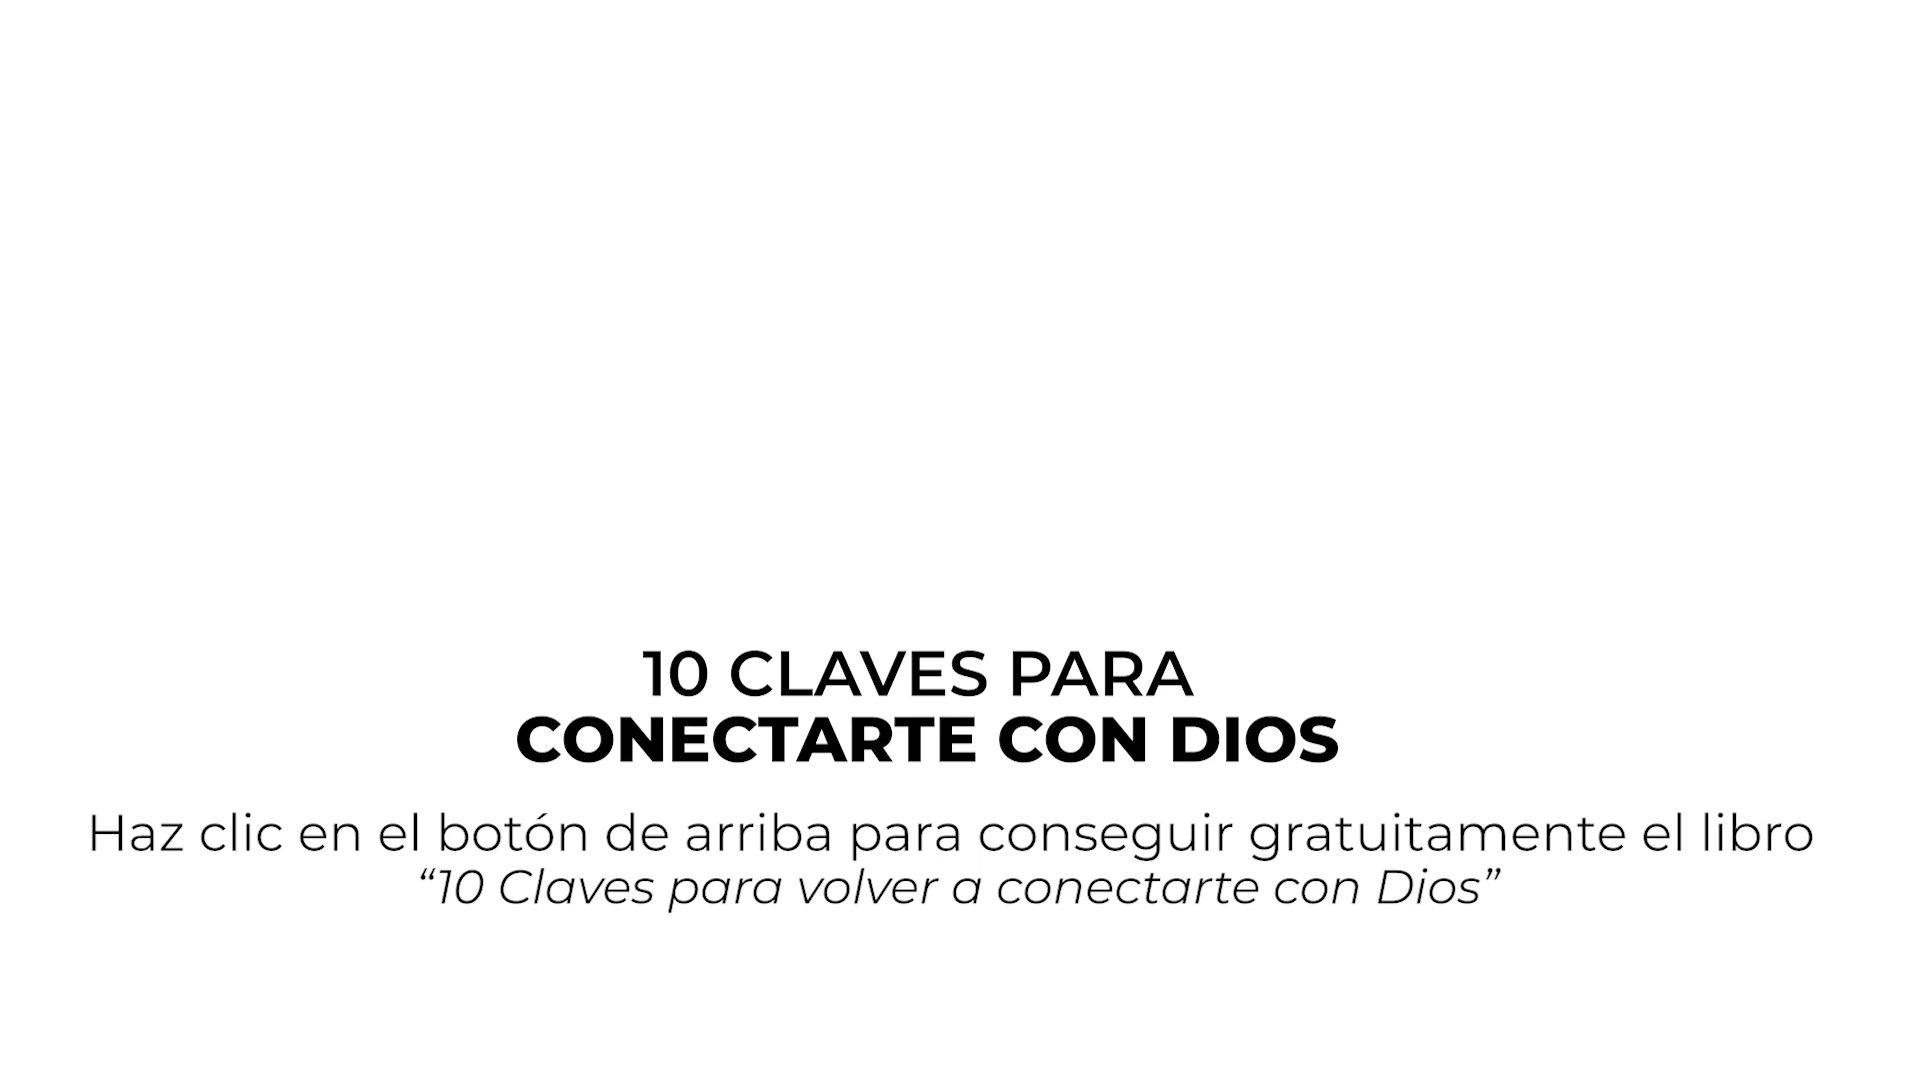 10 CLAVES PARA
CONECTARTE CON DIOS
Haz clic en el botón de arriba para conseguir gratuitamente el libro
“10 Claves para volver a conectarte con Dios”